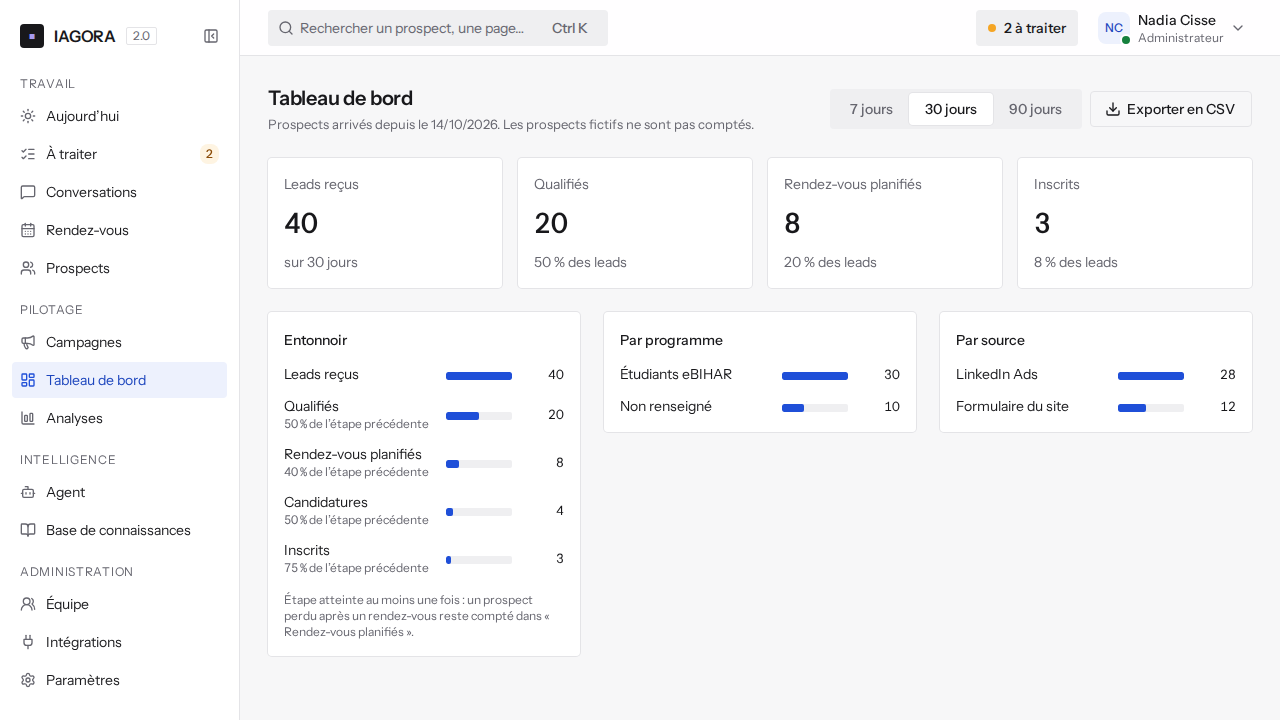 IAGORA 2.0
TRAVAIL
Aujourd'hui
À traiter 2
Conversations
Rendez-vous
Prospects
PILOTAGE
Campagnes
Tableau de bord
Analyses
INTELLIGENCE
Agent
Base de connaissances
ADMINISTRATION
Équipe
Intégrations
Paramètres
Rechercher un prospect, une page... Ctrl K
2 à traiter
NC Nadia Cisse
Administrateur
Tableau de bord
Prospects arrivés depuis le 14/10/2026. Les prospects fictifs ne sont pas comptés.
7 jours 30 jours 90 jours Exporter en CSV
Leads reçus
40
sur 30 jours
Qualifiés
20
50 % des leads
Rendez-vous planifiés
8
20 % des leads
Inscrits
3
8 % des leads
Entonnoir
Leads reçus 40
Qualifiés 20
50 % de l'étape précédente
Rendez-vous planifiés 8
40 % de l'étape précédente
Candidatures 4
50 % de l'étape précédente
Inscrits 3
75 % de l'étape précédente
Étape atteinte au moins une fois : un prospect
perdu après un rendez-vous reste compté dans «
Rendez-vous planifiés ».
Par programme
Étudiants eBIHAR 30
Non renseigné 10
Par source
LinkedIn Ads 28
Formulaire du site 12